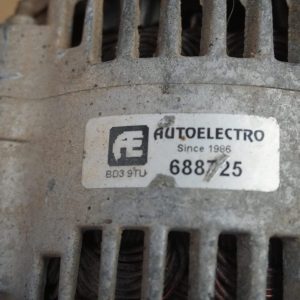 AE AUTOELECTRO
Since 1986
BD3 9TU 688725